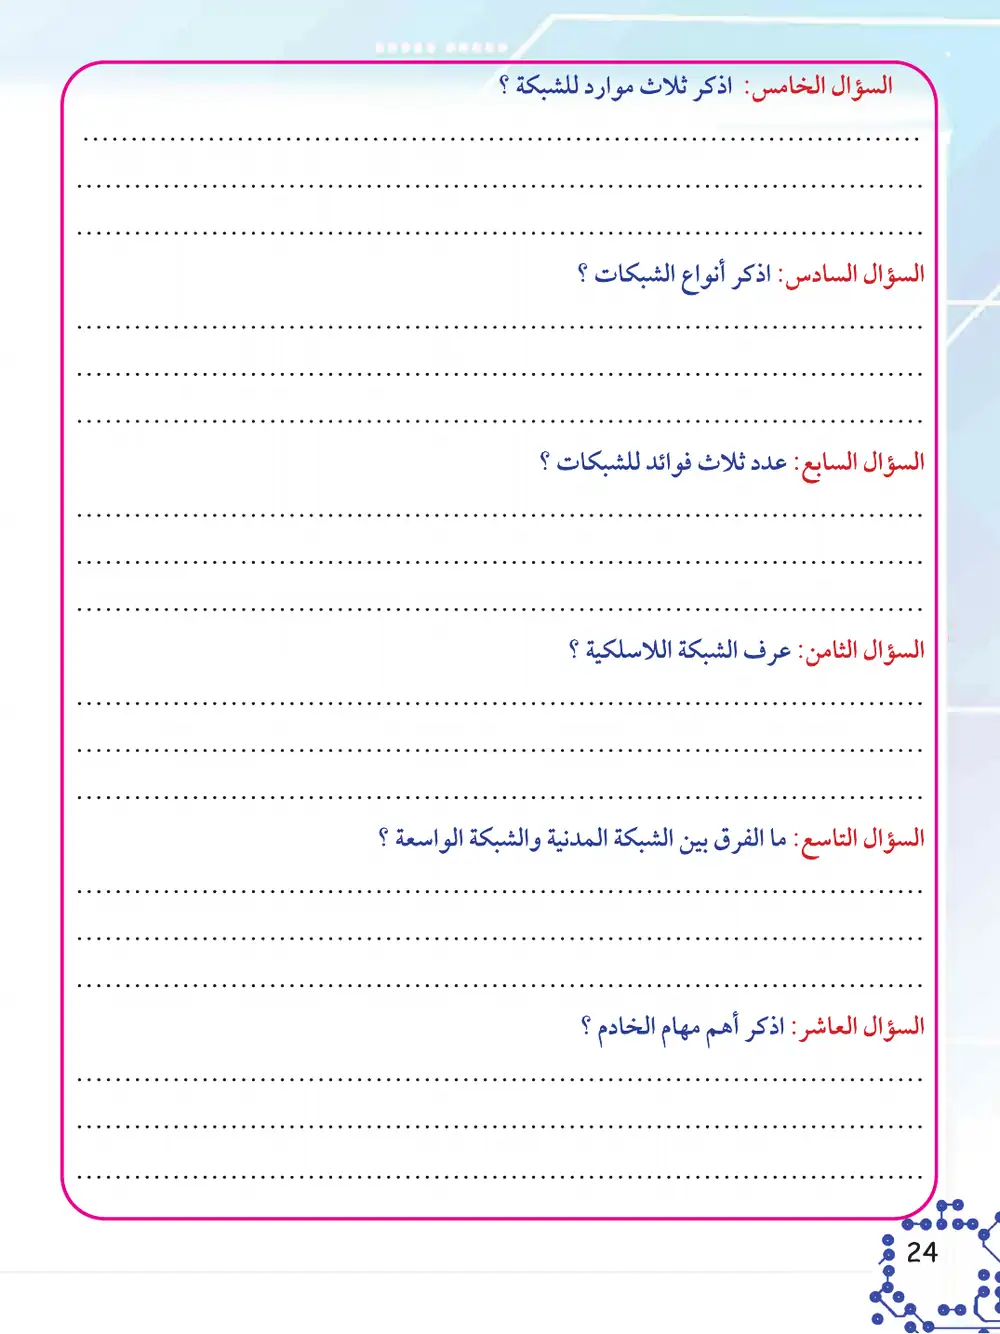 السؤال الخامس: اذكر ثلاث موارد للشبكة ؟
السؤال السادس: اذكر أنواع الشبكات ؟
السؤال السابع: عدد ثلاث فوائد للشبكات ؟
السؤال الثامن: عرف الشبكة اللاسلكية ؟
السؤال التاسع: ما الفرق بين الشبكة المدنية والشبكة الواسعة ؟
السؤال العاشر: اذكر أهم مهام الخادم ؟
24